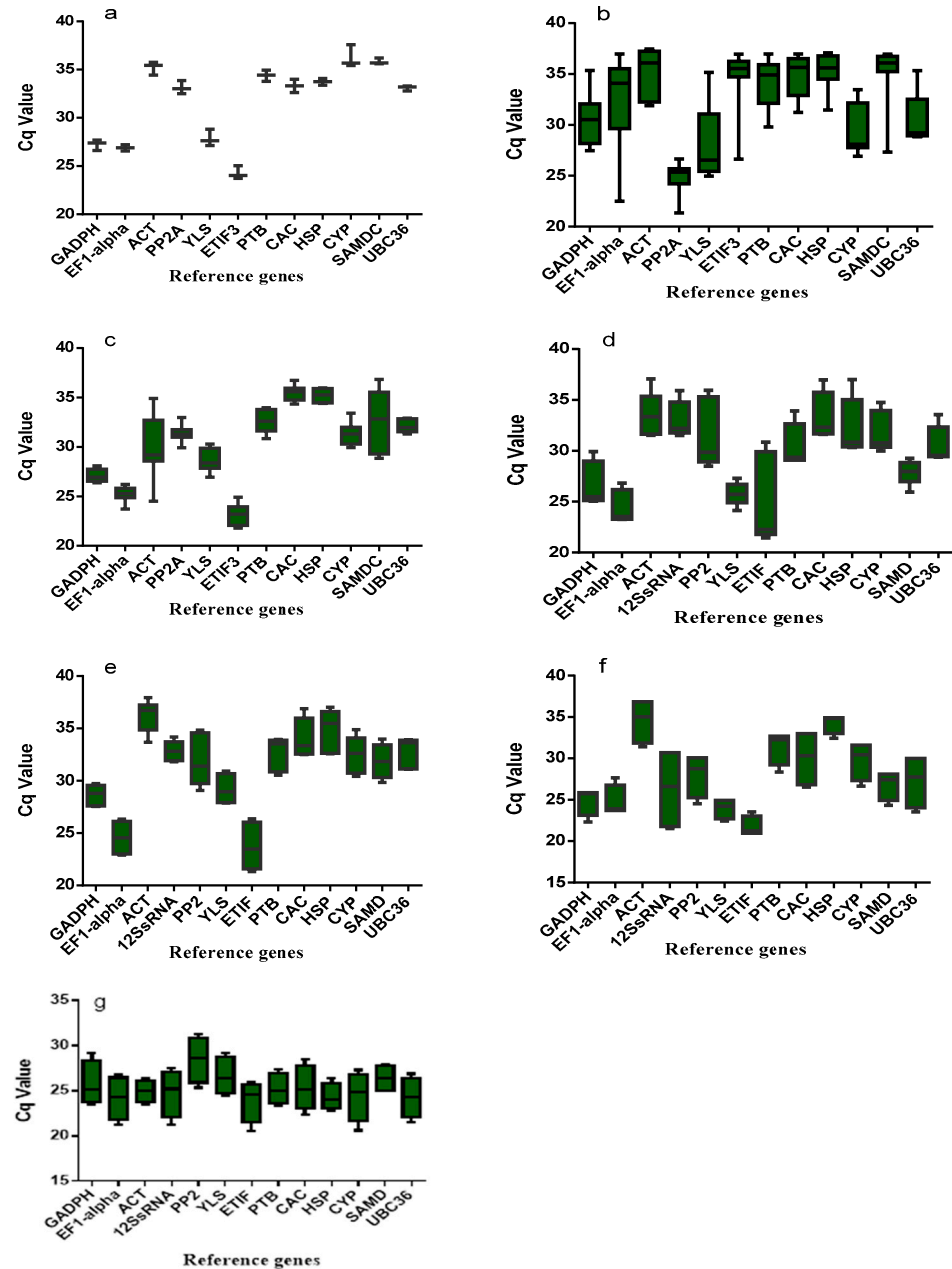 a
Cq Value
40
35
30
25
20
GADPH
EF1-alpha
ACT
PP2A
YLS
ETIF3
PTB
CAC
HSP
CYP
SAMDC
UBC36
Reference genes
b
Cq Value
40
35
30
25
20
GADPH
EF1-alpha
ACT
PP2A
YLS
ETIF3
PTB
CAC
HSP
CYP
SAMDC
UBC36
Reference genes
c
Cq Value
40
35
30
25
20
GADPH
EF1-alpha
ACT
PP2A
YLS
ETIF3
PTB
CAC
HSP
CYP
SAMDC
UBC36
Reference genes
d
Cq Value
40
35
30
25
20
GADPH
EF1-alpha
ACT
12SsRNA
PP2
YLS
ETIF
PTB
CAC
HSP
CYP
SAMD
UBC36
Reference genes
e
Cq Value
40
35
30
25
20
GADPH
EF1-alpha
ACT
12SsRNA
PP2
YLS
ETIF
PTB
CAC
HSP
CYP
SAMD
UBC36
Reference genes
f
Cq Value
40
35
30
25
20
15
GADPH
EF1-alpha
ACT
12SsRNA
PP2
YLS
ETIF
PTB
CAC
HSP
CYP
SAMD
UBC36
Reference genes
g
Cq Value
35
30
25
20
15
GADPH
EF1-alpha
ACT
12SsRNA
PP2
YLS
ETIF
PTB
CAC
HSP
CYP
SAMD
UBC36
Reference genes